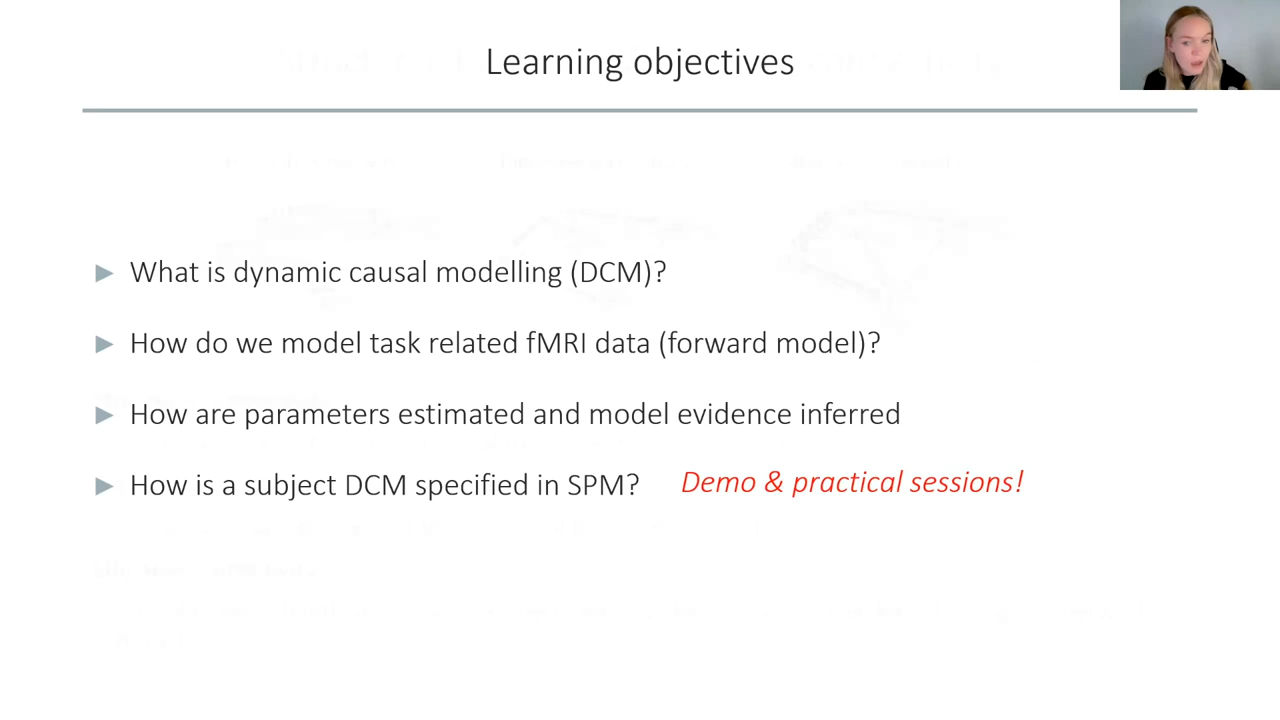 Learning objectives
What is dynamic causal modelling (DCM)?
How do we model task related fMRI data (forward model)?
How are parameters estimated and model evidence inferred
How is a subject DCM specified in SPM? Demo & practical sessions!